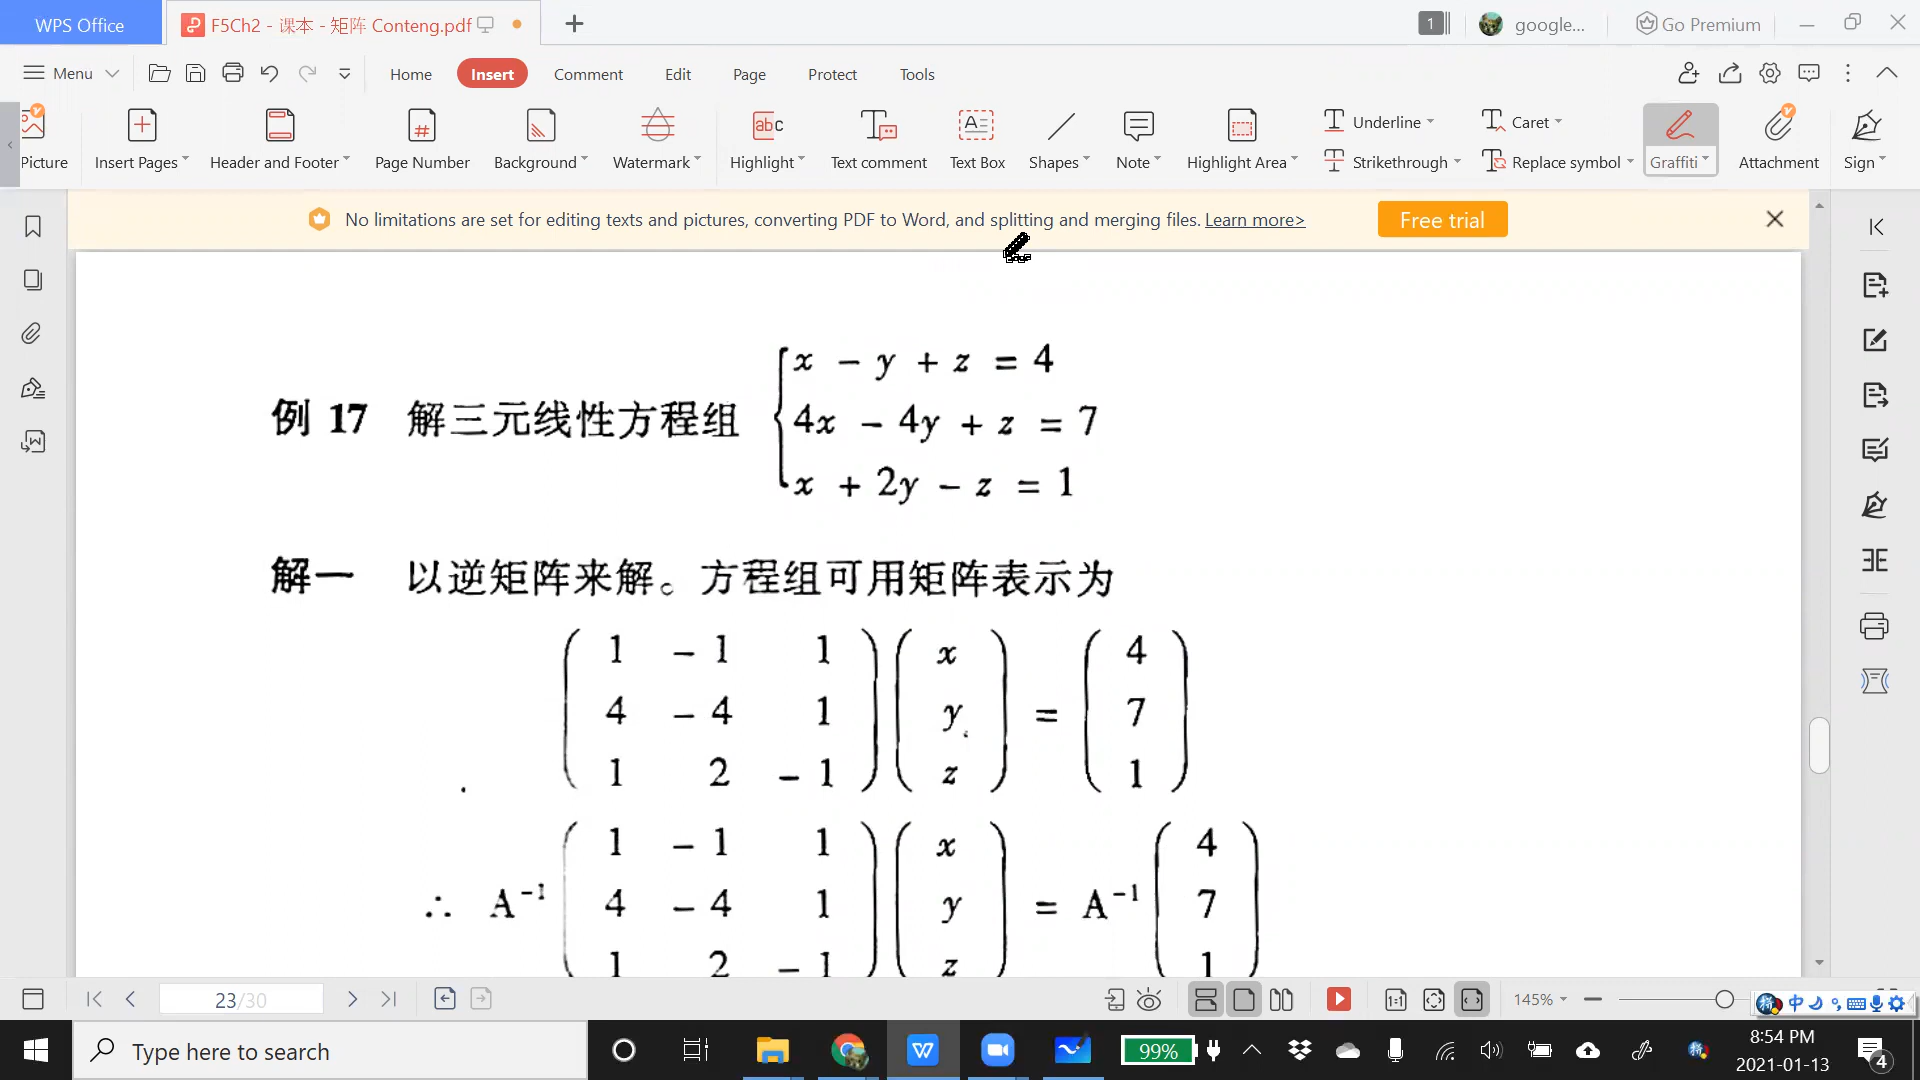 WPS Office
F5Ch2 - 课本 - 矩阵 Conteng.pdf
1
google...
Go Premium
Menu
Home
Insert
Comment
Edit
Page
Protect
Tools
Picture
Insert Pages
Header and Footer
Page Number
Background
Watermark
Highlight
Text comment
Text Box
Shapes
Note
Highlight Area
Underline
Strikethrough
Caret
Replace symbol
Graffiti
Attachment
Sign
No limitations are set for editing texts and pictures, converting PDF to Word, and splitting and merging files. Learn more>
Free trial
x - y + z = 4
例 17 解三元线性方程组 4x - 4y + z = 7
x + 2y - z = 1
解一 以逆矩阵来解。方程组可用矩阵表示为
1 -1 1 x 4
4 -4 1 y = 7
1 2 -1 z 1
1 -1 1 x 4
∴ A⁻¹ 4 -4 1 y = A⁻¹ 7
1 2 -1 z 1
23/30
145%
中
Type here to search
99%
8:54 PM
2021-01-13
4